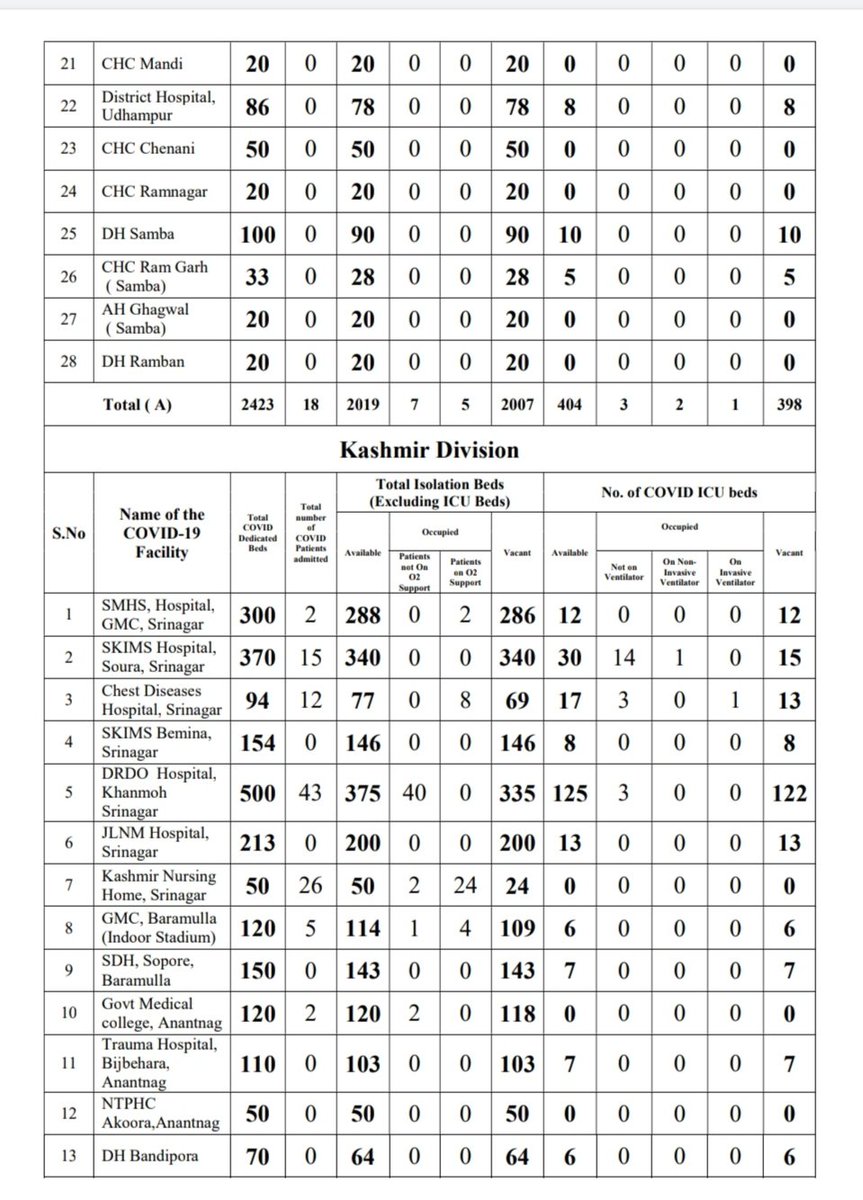 21 CHC Mandi 20 0 20 0 0 20 0 0 0 0 0
22 District Hospital, Udhampur 86 0 78 0 0 78 8 0 0 0 8
23 CHC Chenani 50 0 50 0 0 50 0 0 0 0 0
24 CHC Ramnagar 20 0 20 0 0 20 0 0 0 0 0
25 DH Samba 100 0 90 0 0 90 10 0 0 0 10
26 CHC Ram Garh ( Samba) 33 0 28 0 0 28 5 0 0 0 5
27 AH Ghagwal ( Samba) 20 0 20 0 0 20 0 0 0 0 0
28 DH Ramban 20 0 20 0 0 20 0 0 0 0 0
Total ( A) 2423 18 2019 7 5 2007 404 3 2 1 398
Kashmir Division
S.No
Name of the COVID-19 Facility
Total COVID Dedicated Beds
Total number of COVID Patients admitted
Total Isolation Beds (Excluding ICU Beds)
Available
Occupied
Patients not On O2 Support
Patients on O2 Support
Vacant
No. of COVID ICU beds
Available
Occupied
Not on Ventilator
On Non-Invasive Ventilator
On Invasive Ventilator
Vacant
1 SMHS, Hospital, GMC, Srinagar 300 2 288 0 2 286 12 0 0 0 12
2 SKIMS Hospital, Soura, Srinagar 370 15 340 0 0 340 30 14 1 0 15
3 Chest Diseases Hospital, Srinagar 94 12 77 0 8 69 17 3 0 1 13
4 SKIMS Bemina, Srinagar 154 0 146 0 0 146 8 0 0 0 8
5 DRDO Hospital, Khanmoh Srinagar 500 43 375 40 0 335 125 3 0 0 122
6 JLNM Hospital, Srinagar 213 0 200 0 0 200 13 0 0 0 13
7 Kashmir Nursing Home, Srinagar 50 26 50 2 24 24 0 0 0 0 0
8 GMC, Baramulla (Indoor Stadium) 120 5 114 1 4 109 6 0 0 0 6
9 SDH, Sopore, Baramulla 150 0 143 0 0 143 7 0 0 0 7
10 Govt Medical college, Anantnag 120 2 120 2 0 118 0 0 0 0 0
11 Trauma Hospital, Bijbehara, Anantnag 110 0 103 0 0 103 7 0 0 0 7
12 NTPHC Akoora,Anantnag 50 0 50 0 0 50 0 0 0 0 0
13 DH Bandipora 70 0 64 0 0 64 6 0 0 0 6